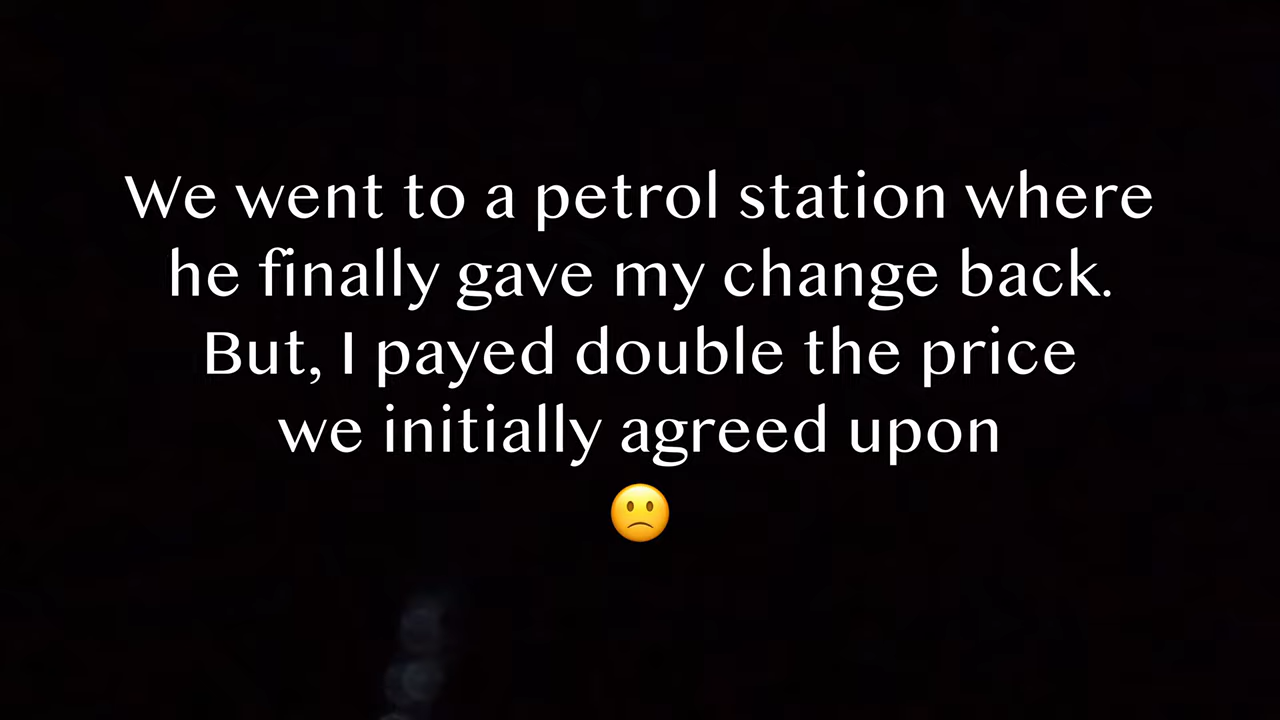 We went to a petrol station where
he finally gave my change back.
But, I payed double the price
we initially agreed upon
🙁